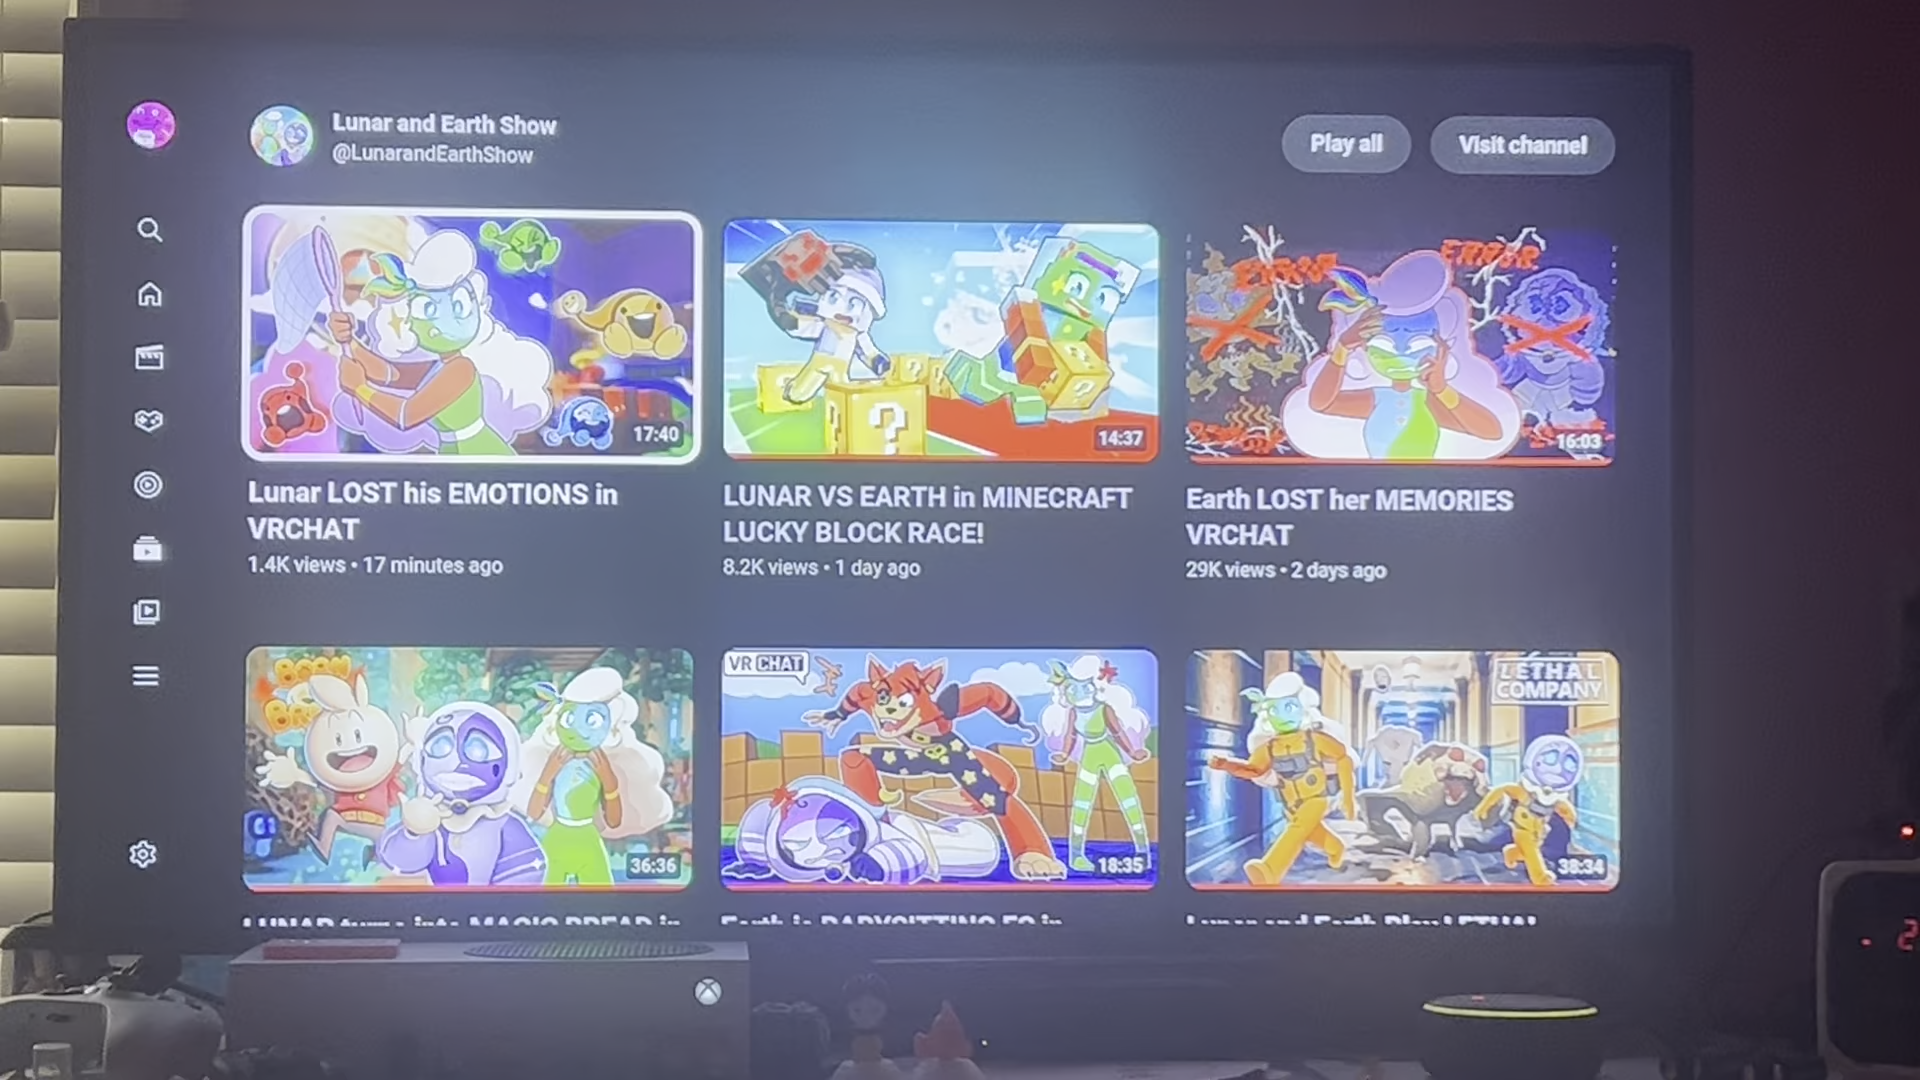 Lunar and Earth Show
@LunarandEarthShow
Play all
Visit channel
ERROR
ERROR
17:40
14:37
16:03
Lunar LOST his EMOTIONS in
VRCHAT
1.4K views • 17 minutes ago
LUNAR VS EARTH in MINECRAFT
LUCKY BLOCK RACE!
8.2K views • 1 day ago
Earth LOST her MEMORIES
VRCHAT
29K views • 2 days ago
VR CHAT
LETHAL
COMPANY
36:36
18:35
38:34